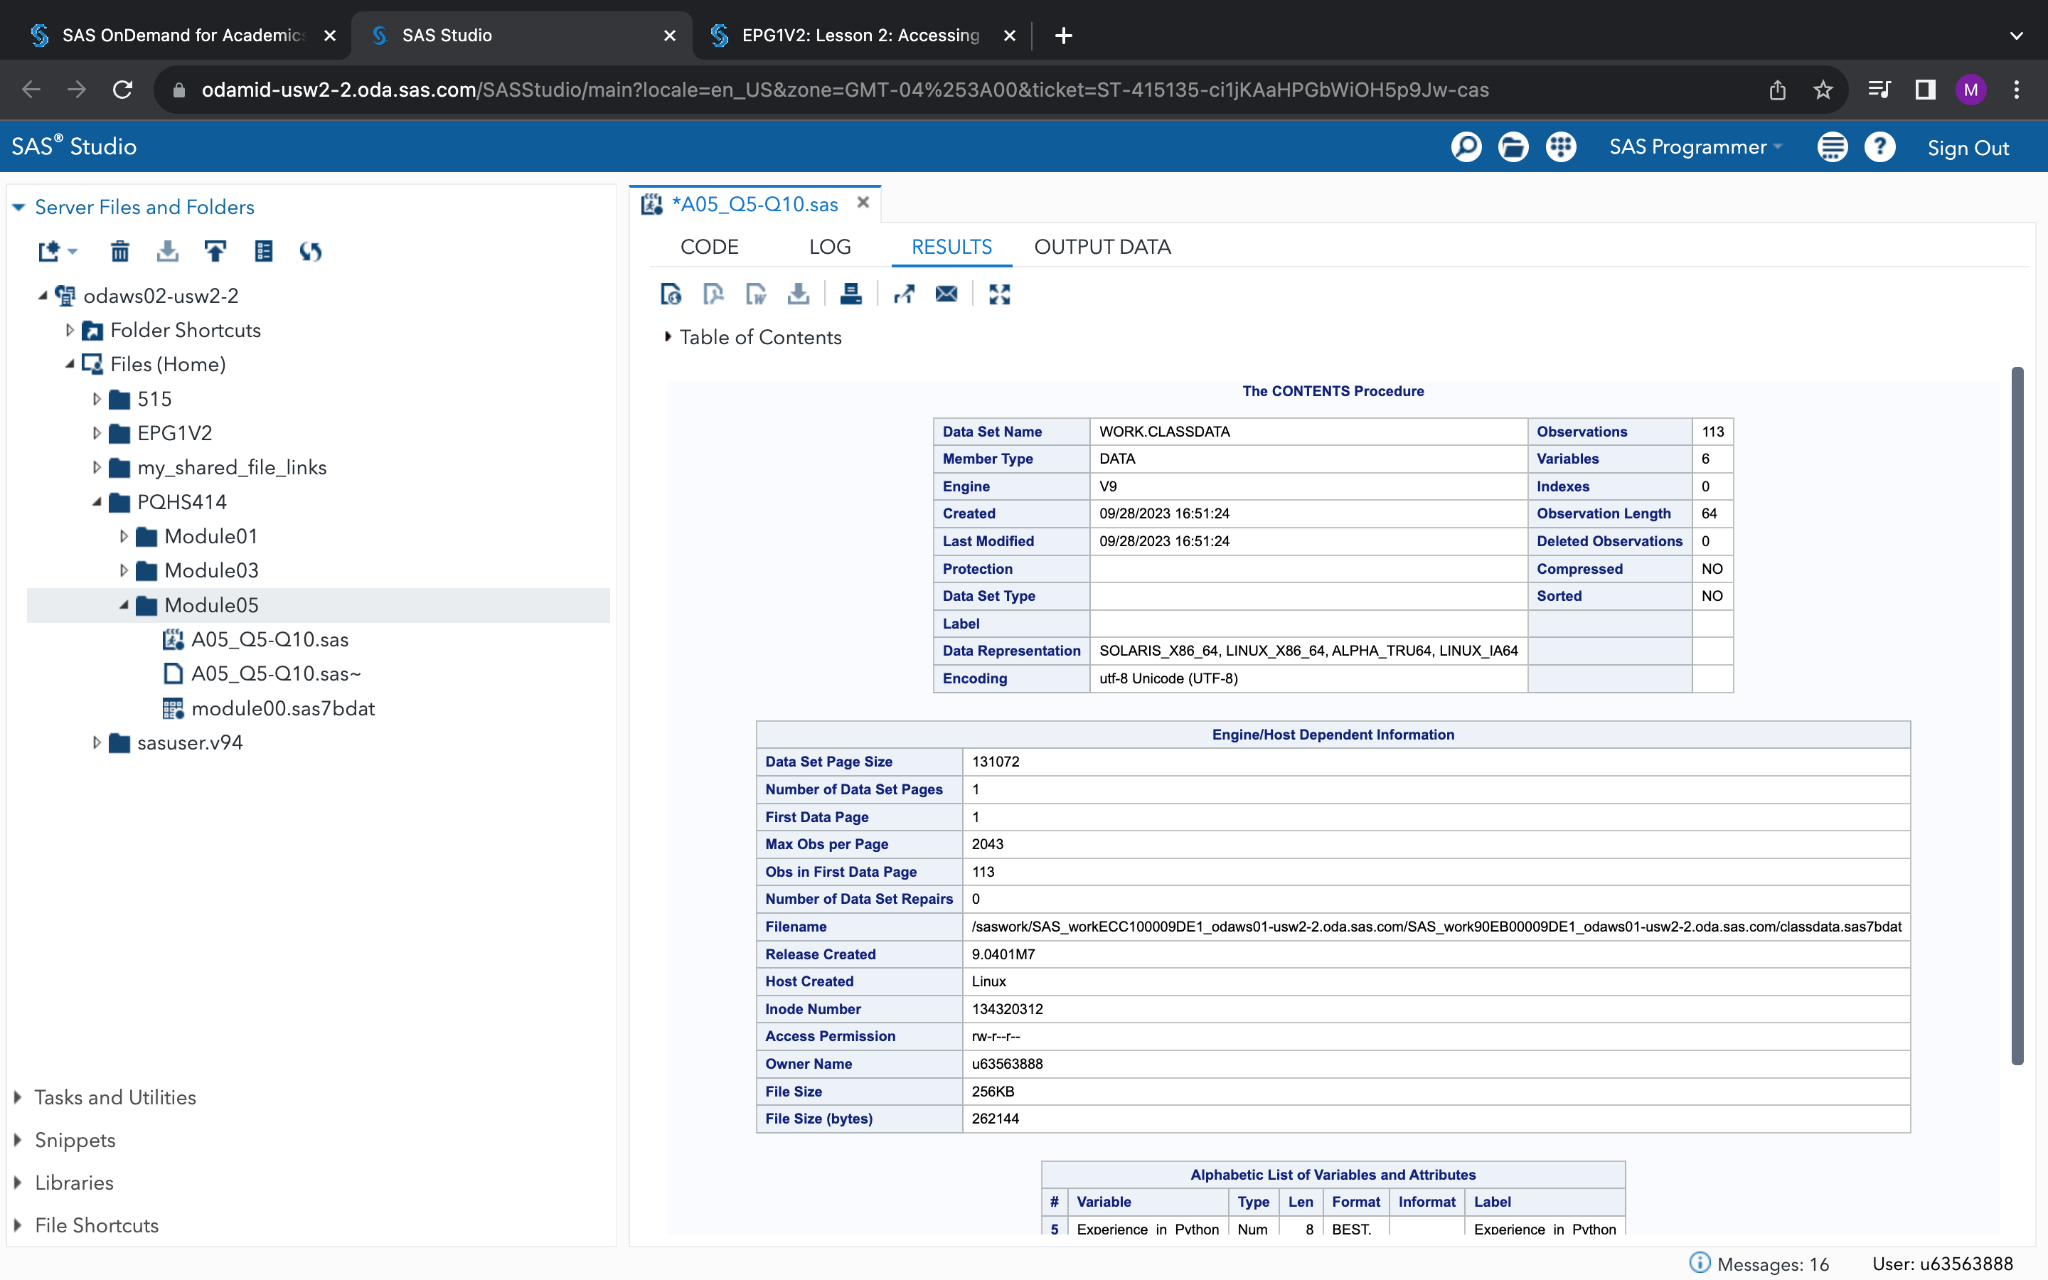 SAS OnDemand for Academics
SAS Studio
EPG1V2: Lesson 2: Accessing
odamid-usw2-2.oda.sas.com/SASStudio/main?locale=en_US&zone=GMT-04%253A00&ticket=ST-415135-ci1jKAaHPGbWiOH5p9Jw-cas
M
SAS® Studio
SAS Programmer
?
Sign Out
Server Files and Folders
odaws02-usw2-2
Folder Shortcuts
Files (Home)
515
EPG1V2
my_shared_file_links
PQHS414
Module01
Module03
Module05
A05_Q5-Q10.sas
A05_Q5-Q10.sas~
module00.sas7bdat
sasuser.v94
Tasks and Utilities
Snippets
Libraries
File Shortcuts
*A05_Q5-Q10.sas
CODE LOG RESULTS OUTPUT DATA
Table of Contents
The CONTENTS Procedure
Data Set Name WORK.CLASSDATA Observations 113
Member Type DATA Variables 6
Engine V9 Indexes 0
Created 09/28/2023 16:51:24 Observation Length 64
Last Modified 09/28/2023 16:51:24 Deleted Observations 0
Protection Compressed NO
Data Set Type Sorted NO
Label
Data Representation SOLARIS_X86_64, LINUX_X86_64, ALPHA_TRU64, LINUX_IA64
Encoding utf-8 Unicode (UTF-8)
Engine/Host Dependent Information
Data Set Page Size 131072
Number of Data Set Pages 1
First Data Page 1
Max Obs per Page 2043
Obs in First Data Page 113
Number of Data Set Repairs 0
Filename /saswork/SAS_workECC100009DE1_odaws01-usw2-2.oda.sas.com/SAS_work90EB00009DE1_odaws01-usw2-2.oda.sas.com/classdata.sas7bdat
Release Created 9.0401M7
Host Created Linux
Inode Number 134320312
Access Permission rw-r--r--
Owner Name u63563888
File Size 256KB
File Size (bytes) 262144
Alphabetic List of Variables and Attributes
# Variable Type Len Format Informat Label
5 Experience in Python Num 8 BEST. Experience in Python
Messages: 16
User: u63563888